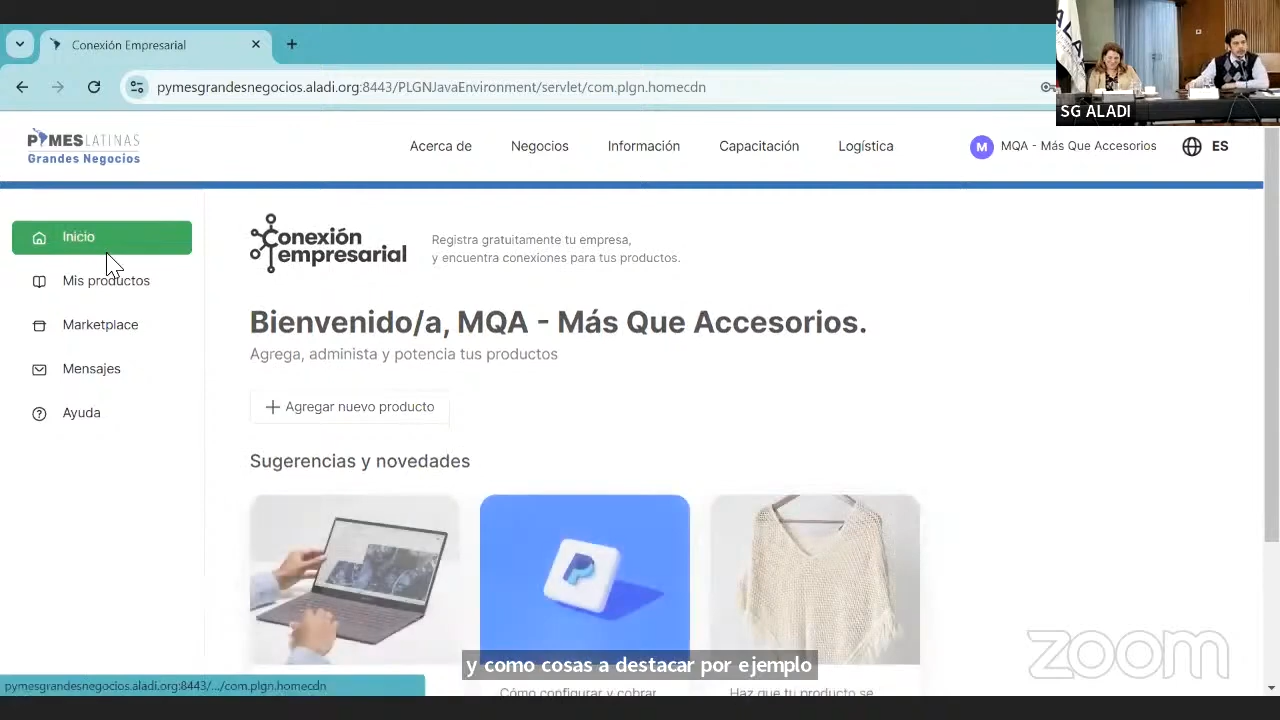 Conexión Empresarial
pymesgrandesnegocios.aladi.org:8443/PLGNJavaEnvironment/servlet/com.plgn.homecdn
SG ALADI
PYMESLATINAS
Grandes Negocios
Acerca de
Negocios
Información
Capacitación
Logística
M
MQA - Más Que Accesorios
ES
Inicio
Mis productos
Marketplace
Mensajes
Ayuda
Conexión
empresarial
Registra gratuitamente tu empresa,
y encuentra conexiones para tus productos.
Bienvenido/a, MQA - Más Que Accesorios.
Agrega, administa y potencia tus productos
Agregar nuevo producto
Sugerencias y novedades
y como cosas a destacar por ejemplo
Cómo configurar y cobrar
Haz que tu producto se
zoom
pymesgrandesnegocios.aladi.org:8443/.../com.plgn.homecdn